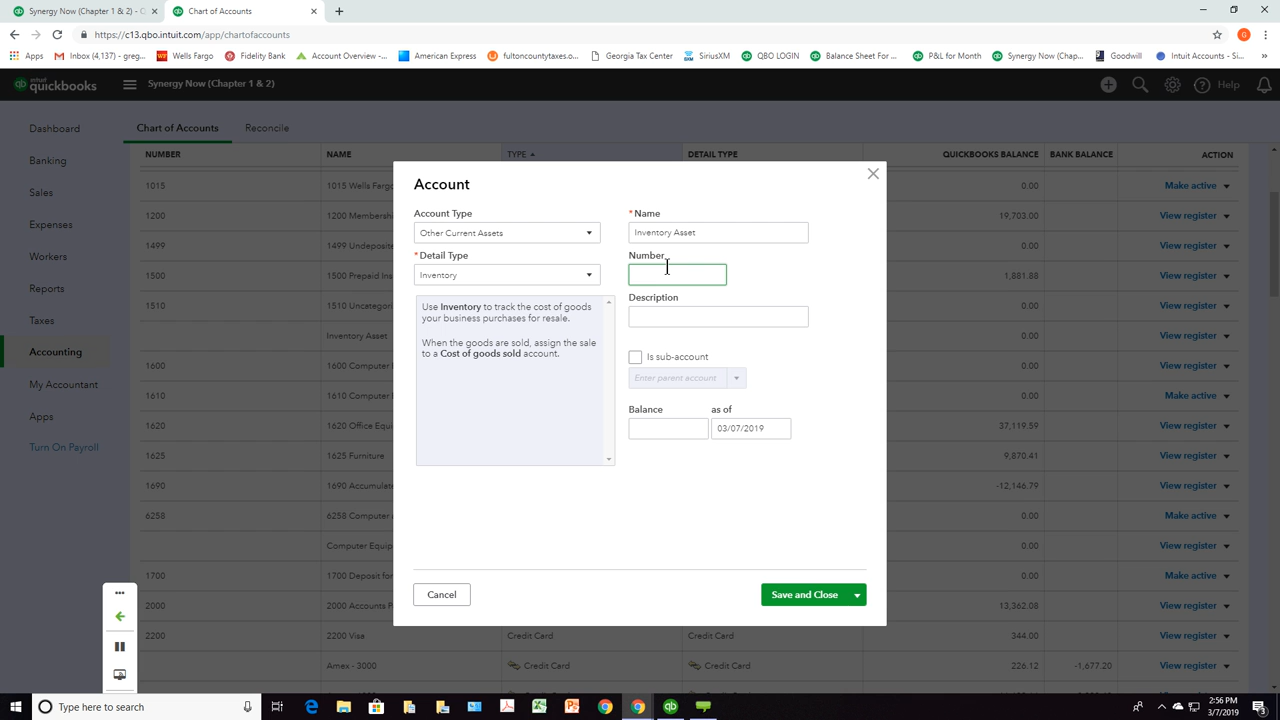 Synergy Now (Chapter 1 & 2)
Chart of Accounts
https://c13.qbo.intuit.com/app/chartofaccounts
Apps
Inbox (4,137) - greg...
Wells Fargo
Fidelity Bank
Account Overview -...
American Express
fultoncountytaxes.o...
Georgia Tax Center
SiriusXM
QBO LOGIN
Balance Sheet For ...
P&L for Month
Synergy Now (Chap...
Goodwill
Intuit Accounts - Si...
intuit
quickbooks
Synergy Now (Chapter 1 & 2)
Help
Dashboard
Banking
Sales
Expenses
Workers
Reports
Taxes
Accounting
My Accountant
Apps
Turn On Payroll
Chart of Accounts Reconcile
NUMBER NAME TYPE DETAIL TYPE QUICKBOOKS BALANCE BANK BALANCE ACTION
1015 1015 Wells Fargo 0.00 Make active
1200 1200 Membersh 19,703.00 View register
1499 1499 Undeposite 0.00 View register
1500 1500 Prepaid Ins 1,881.88 View register
1510 1510 Uncategori 0.00 View register
Inventory Asset 0.00 View register
1600 1600 Computer 0.00 View register
1610 1610 Computer 0.00 Make active
1620 1620 Office Equi 37,119.59 View register
1625 1625 Furniture 9,870.41 View register
1690 1690 Accumulate -12,146.79 View register
6258 6258 Computer 0.00 Make active
Computer Equip 0.00 View register
1700 1700 Deposit for 0.00 Make active
2000 2000 Accounts P 13,362.08 View register
2200 2200 Visa Credit Card Credit Card 344.00 View register
Amex - 3000 Credit Card Credit Card 226.12 -1,677.20 View register
Account
Account Type
Other Current Assets
* Detail Type
Inventory
Use Inventory to track the cost of goods
your business purchases for resale.
When the goods are sold, assign the sale
to a Cost of goods sold account.
* Name
Inventory Asset
Number
Description
Is sub-account
Enter parent account
Balance as of
03/07/2019
Cancel
Save and Close
Type here to search
2:56 PM
3/7/2019
3